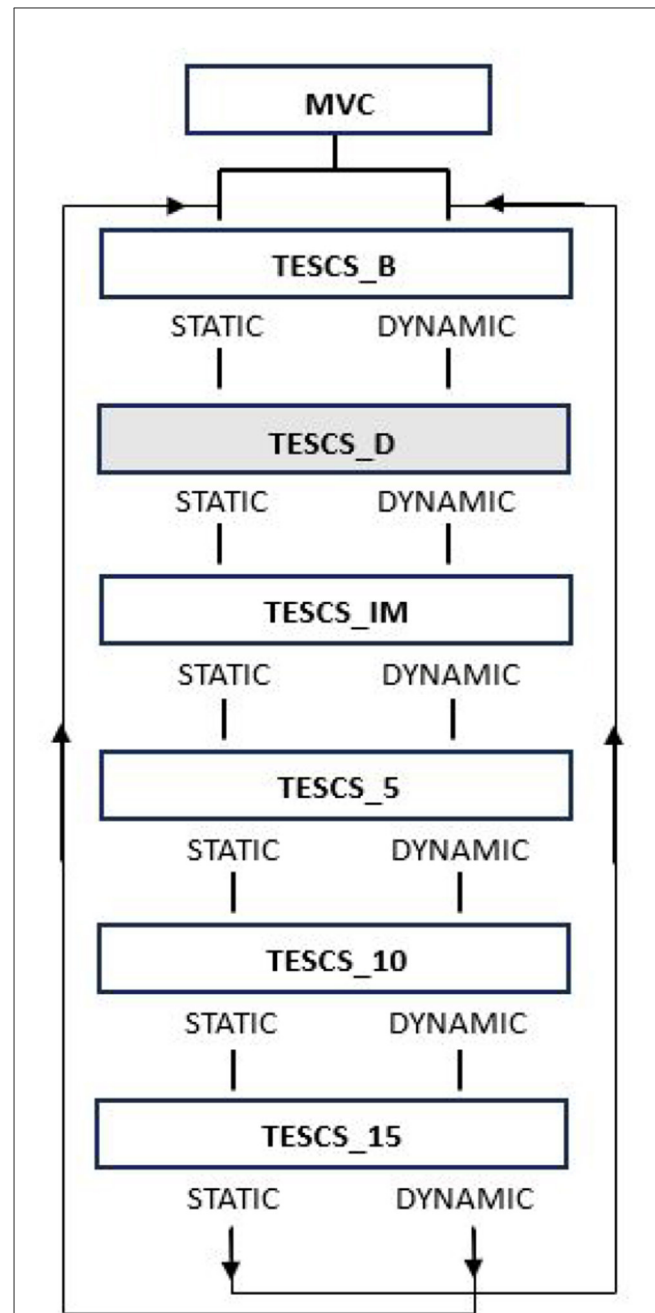 MVC
TESCS_B
STATIC DYNAMIC
TESCS_D
STATIC DYNAMIC
TESCS_IM
STATIC DYNAMIC
TESCS_5
STATIC DYNAMIC
TESCS_10
STATIC DYNAMIC
TESCS_15
STATIC DYNAMIC